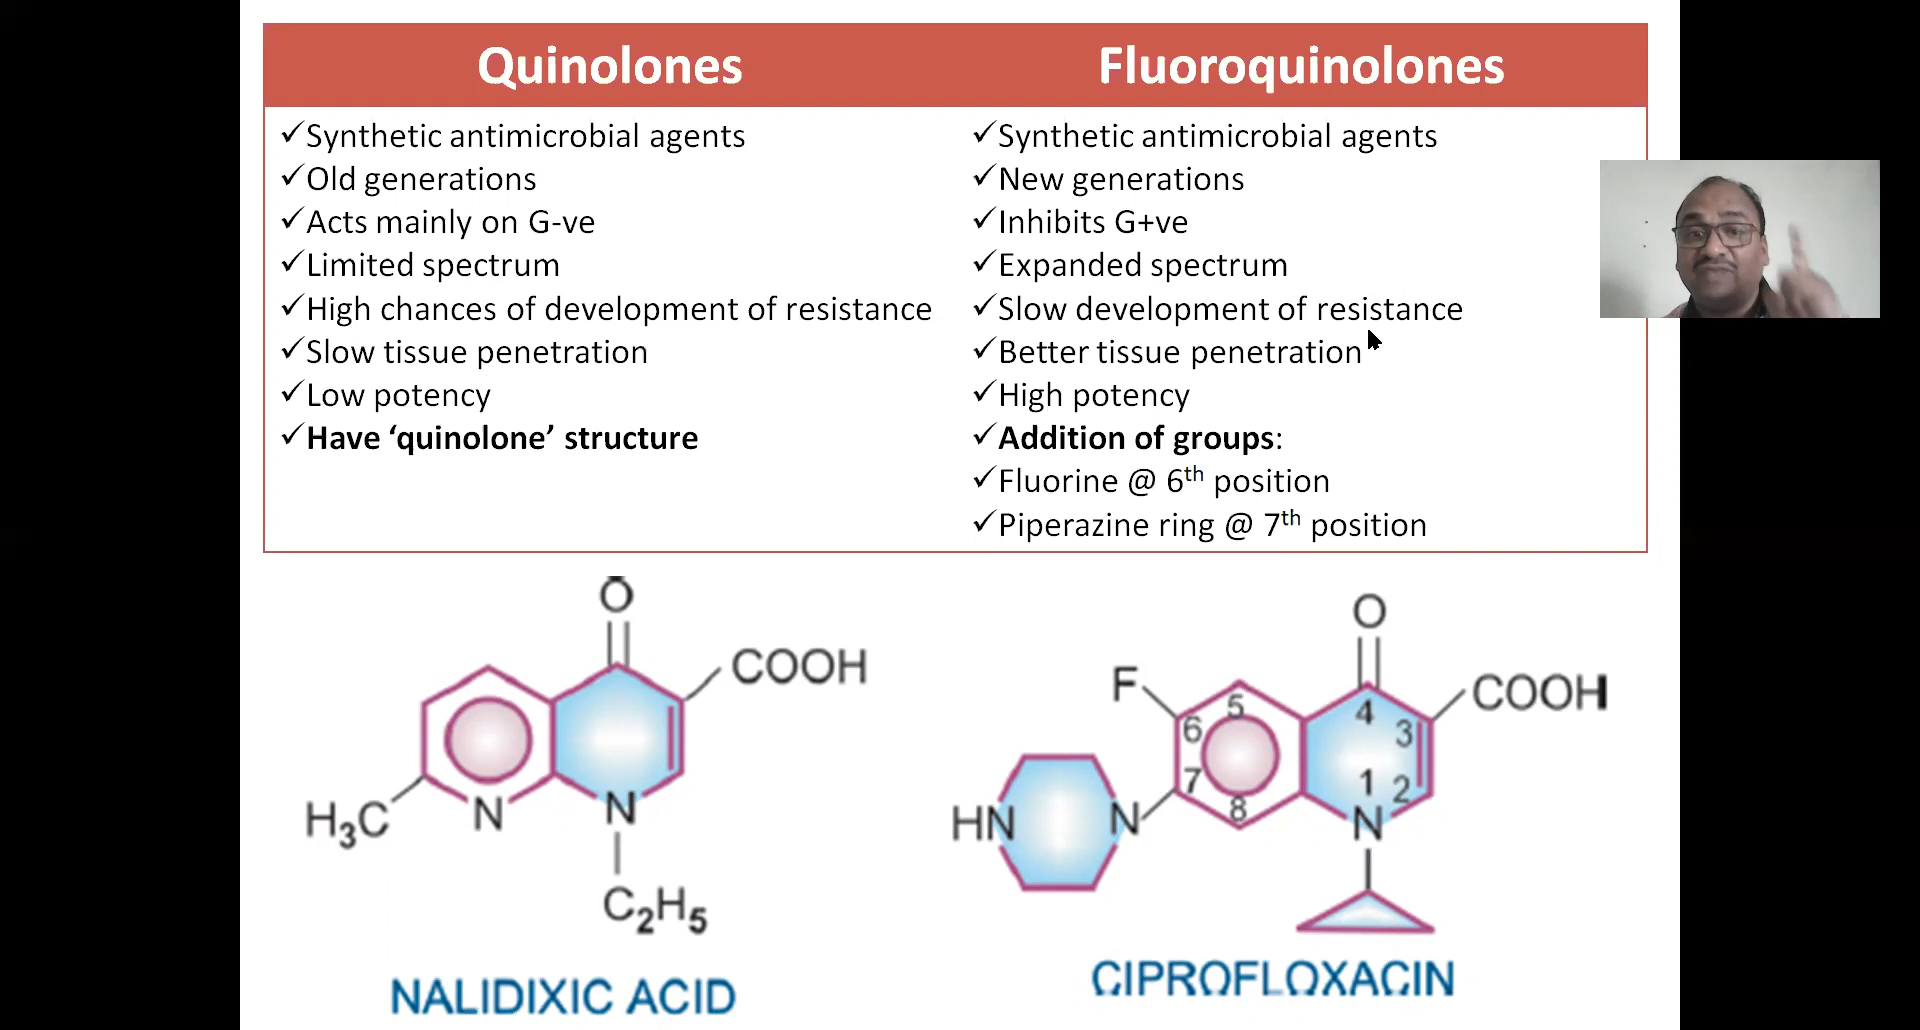 Quinolones
Fluoroquinolones
✓Synthetic antimicrobial agents
✓Old generations
✓Acts mainly on G-ve
✓Limited spectrum
✓High chances of development of resistance
✓Slow tissue penetration
✓Low potency
✓Have ‘quinolone’ structure
✓Synthetic antimicrobial agents
✓New generations
✓Inhibits G+ve
✓Expanded spectrum
✓Slow development of resistance
✓Better tissue penetration
✓High potency
✓Addition of groups:
✓Fluorine @ 6th position
✓Piperazine ring @ 7th position
O
COOH
H₃C
N
N
C₂H₅
NALIDIXIC ACID
O
F
COOH
5
4
6
3
7
1
2
8
HN
N
N
CIPROFLOXACIN